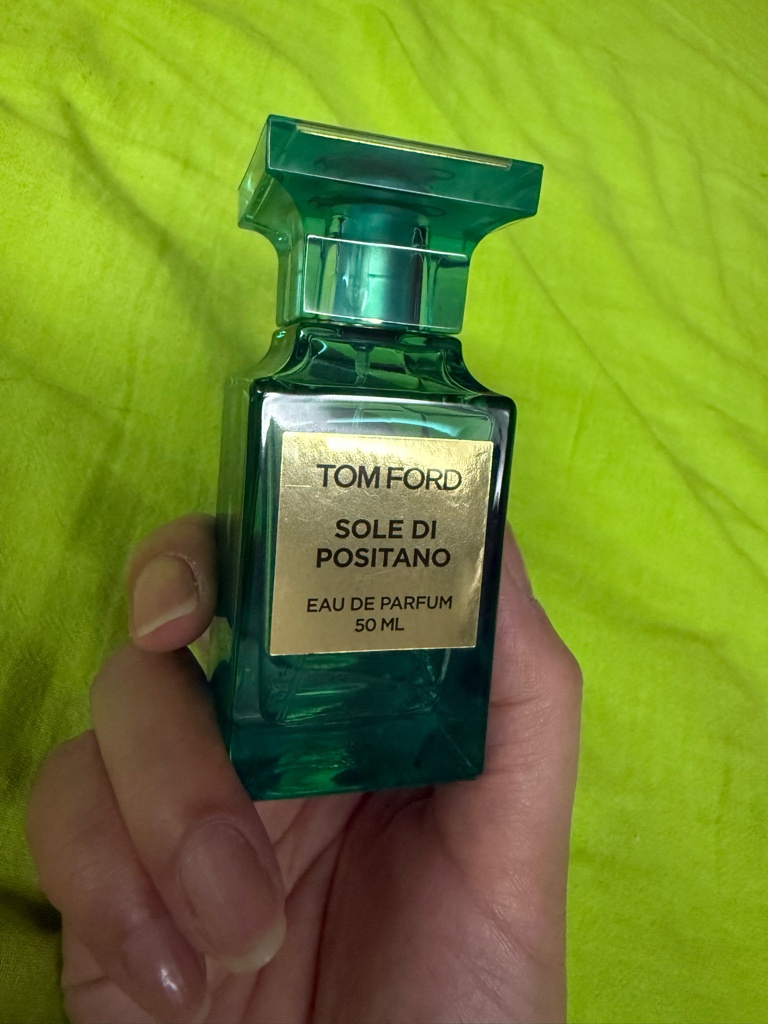 TOM FORD
SOLE DI
POSITANO
EAU DE PARFUM
50 ML